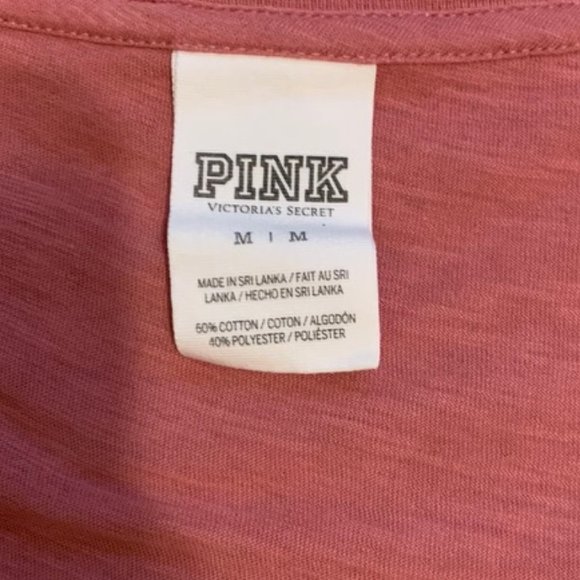 PINK
VICTORIA'S SECRET
M | M
MADE IN SRI LANKA / FAIT AU SRI
LANKA / HECHO EN SRI LANKA
60% COTTON / COTON / ALGODÓN
40% POLYESTER / POLIÉSTER